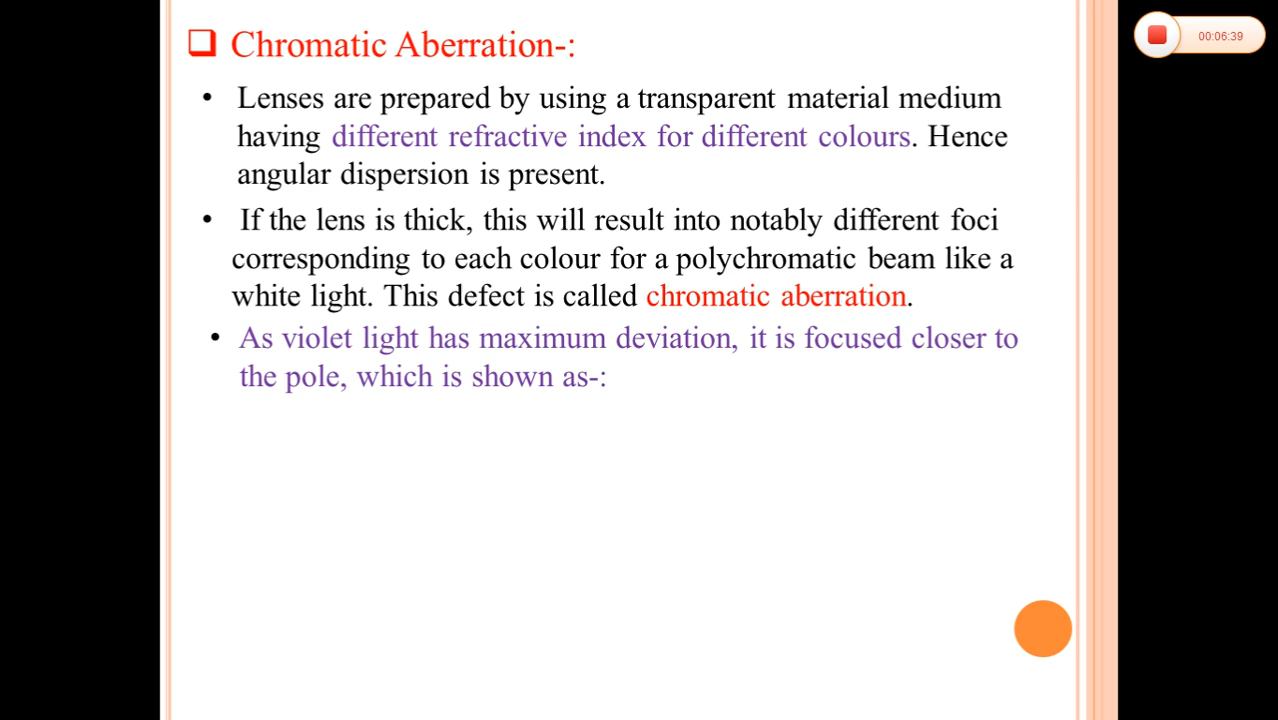 ❑ Chromatic Aberration-:
• Lenses are prepared by using a transparent material medium
having different refractive index for different colours. Hence
angular dispersion is present.
• If the lens is thick, this will result into notably different foci
corresponding to each colour for a polychromatic beam like a
white light. This defect is called chromatic aberration.
• As violet light has maximum deviation, it is focused closer to
the pole, which is shown as-:
00:06:39